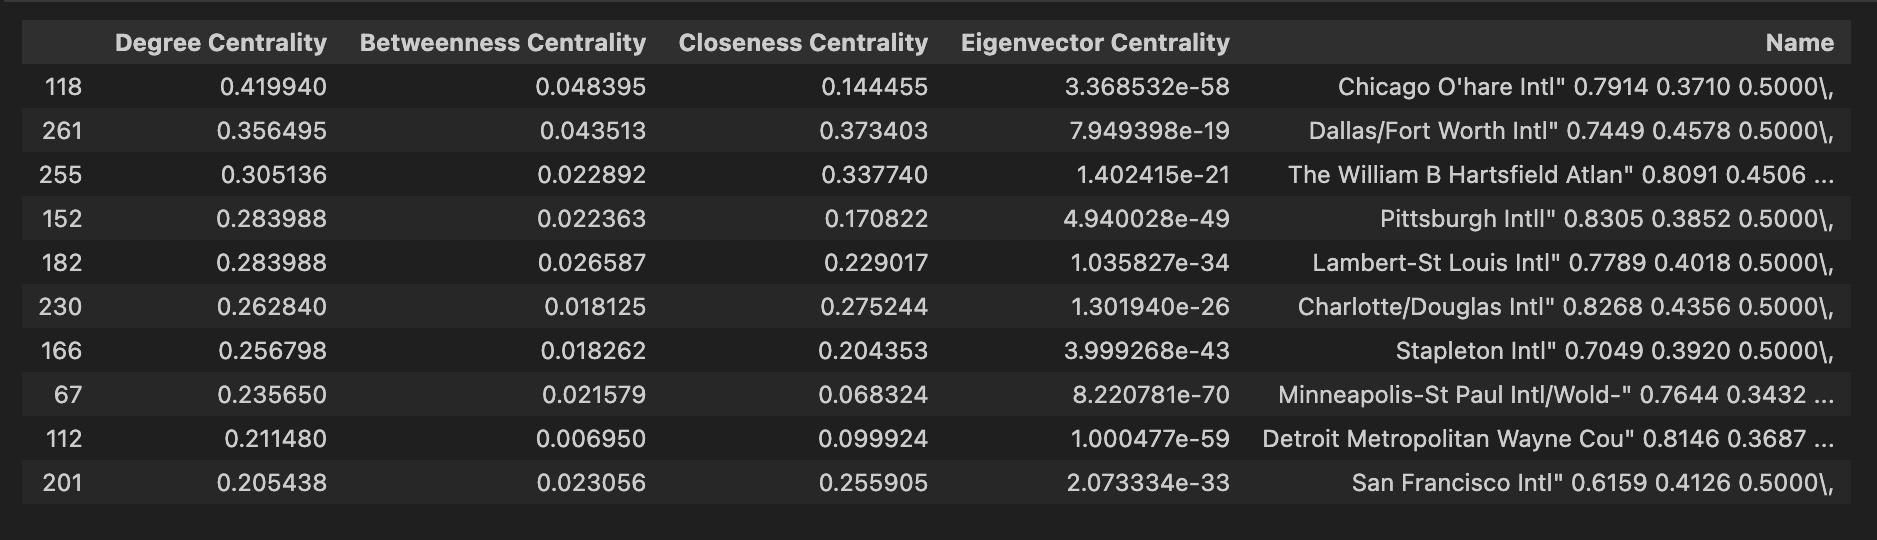 Degree Centrality Betweenness Centrality Closeness Centrality Eigenvector Centrality Name
118 0.419940 0.048395 0.144455 3.368532e-58 Chicago O'hare Intl" 0.7914 0.3710 0.5000\,
261 0.356495 0.043513 0.373403 7.949398e-19 Dallas/Fort Worth Intl" 0.7449 0.4578 0.5000\,
255 0.305136 0.022892 0.337740 1.402415e-21 The William B Hartsfield Atlan" 0.8091 0.4506 ...
152 0.283988 0.022363 0.170822 4.940028e-49 Pittsburgh Intll" 0.8305 0.3852 0.5000\,
182 0.283988 0.026587 0.229017 1.035827e-34 Lambert-St Louis Intl" 0.7789 0.4018 0.5000\,
230 0.262840 0.018125 0.275244 1.301940e-26 Charlotte/Douglas Intl" 0.8268 0.4356 0.5000\,
166 0.256798 0.018262 0.204353 3.999268e-43 Stapleton Intl" 0.7049 0.3920 0.5000\,
67 0.235650 0.021579 0.068324 8.220781e-70 Minneapolis-St Paul Intl/Wold-" 0.7644 0.3432 ...
112 0.211480 0.006950 0.099924 1.000477e-59 Detroit Metropolitan Wayne Cou" 0.8146 0.3687 ...
201 0.205438 0.023056 0.255905 2.073334e-33 San Francisco Intl" 0.6159 0.4126 0.5000\,